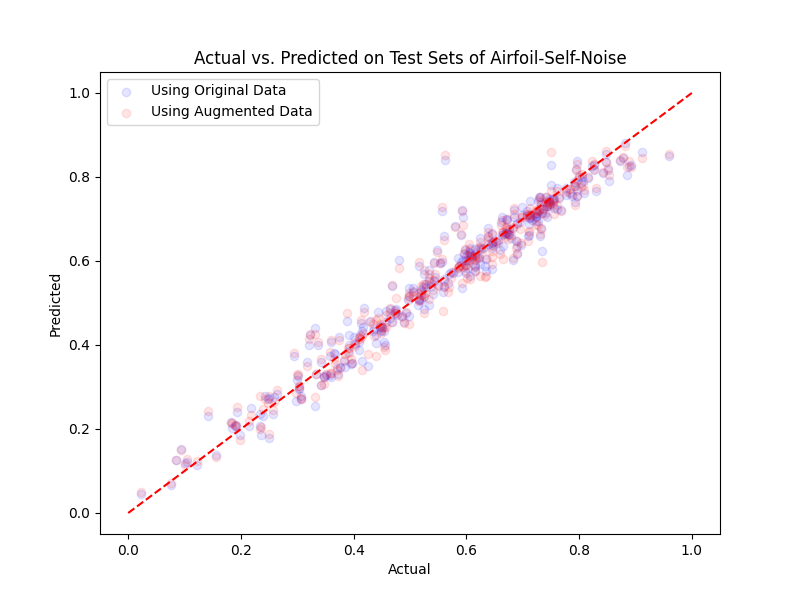 Actual vs. Predicted on Test Sets of Airfoil-Self-Noise
Using Original Data
Using Augmented Data
1.0
0.8
0.6
0.4
0.2
0.0
Predicted
0.0 0.2 0.4 0.6 0.8 1.0
Actual